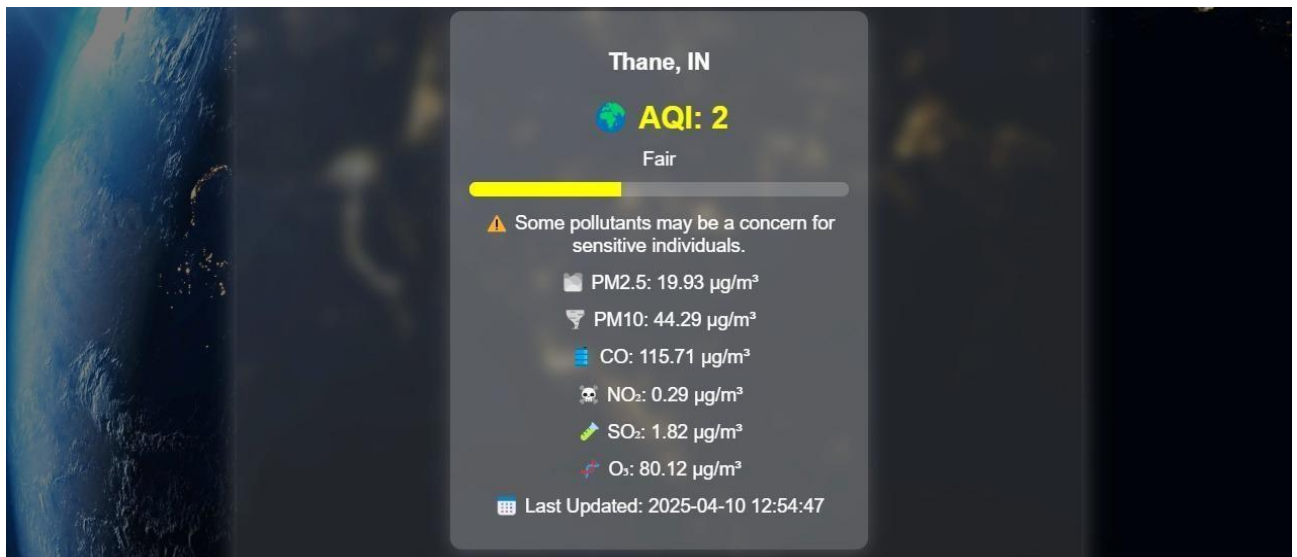 Thane, IN
🌍 AQI: 2
Fair
⚠️ Some pollutants may be a concern for
sensitive individuals.
PM2.5: 19.93 µg/m³
🌪️ PM10: 44.29 µg/m³
🛢️ CO: 115.71 µg/m³
☠️ NO₂: 0.29 µg/m³
🧪 SO₂: 1.82 µg/m³
🧬 O₃: 80.12 µg/m³
📅 Last Updated: 2025-04-10 12:54:47